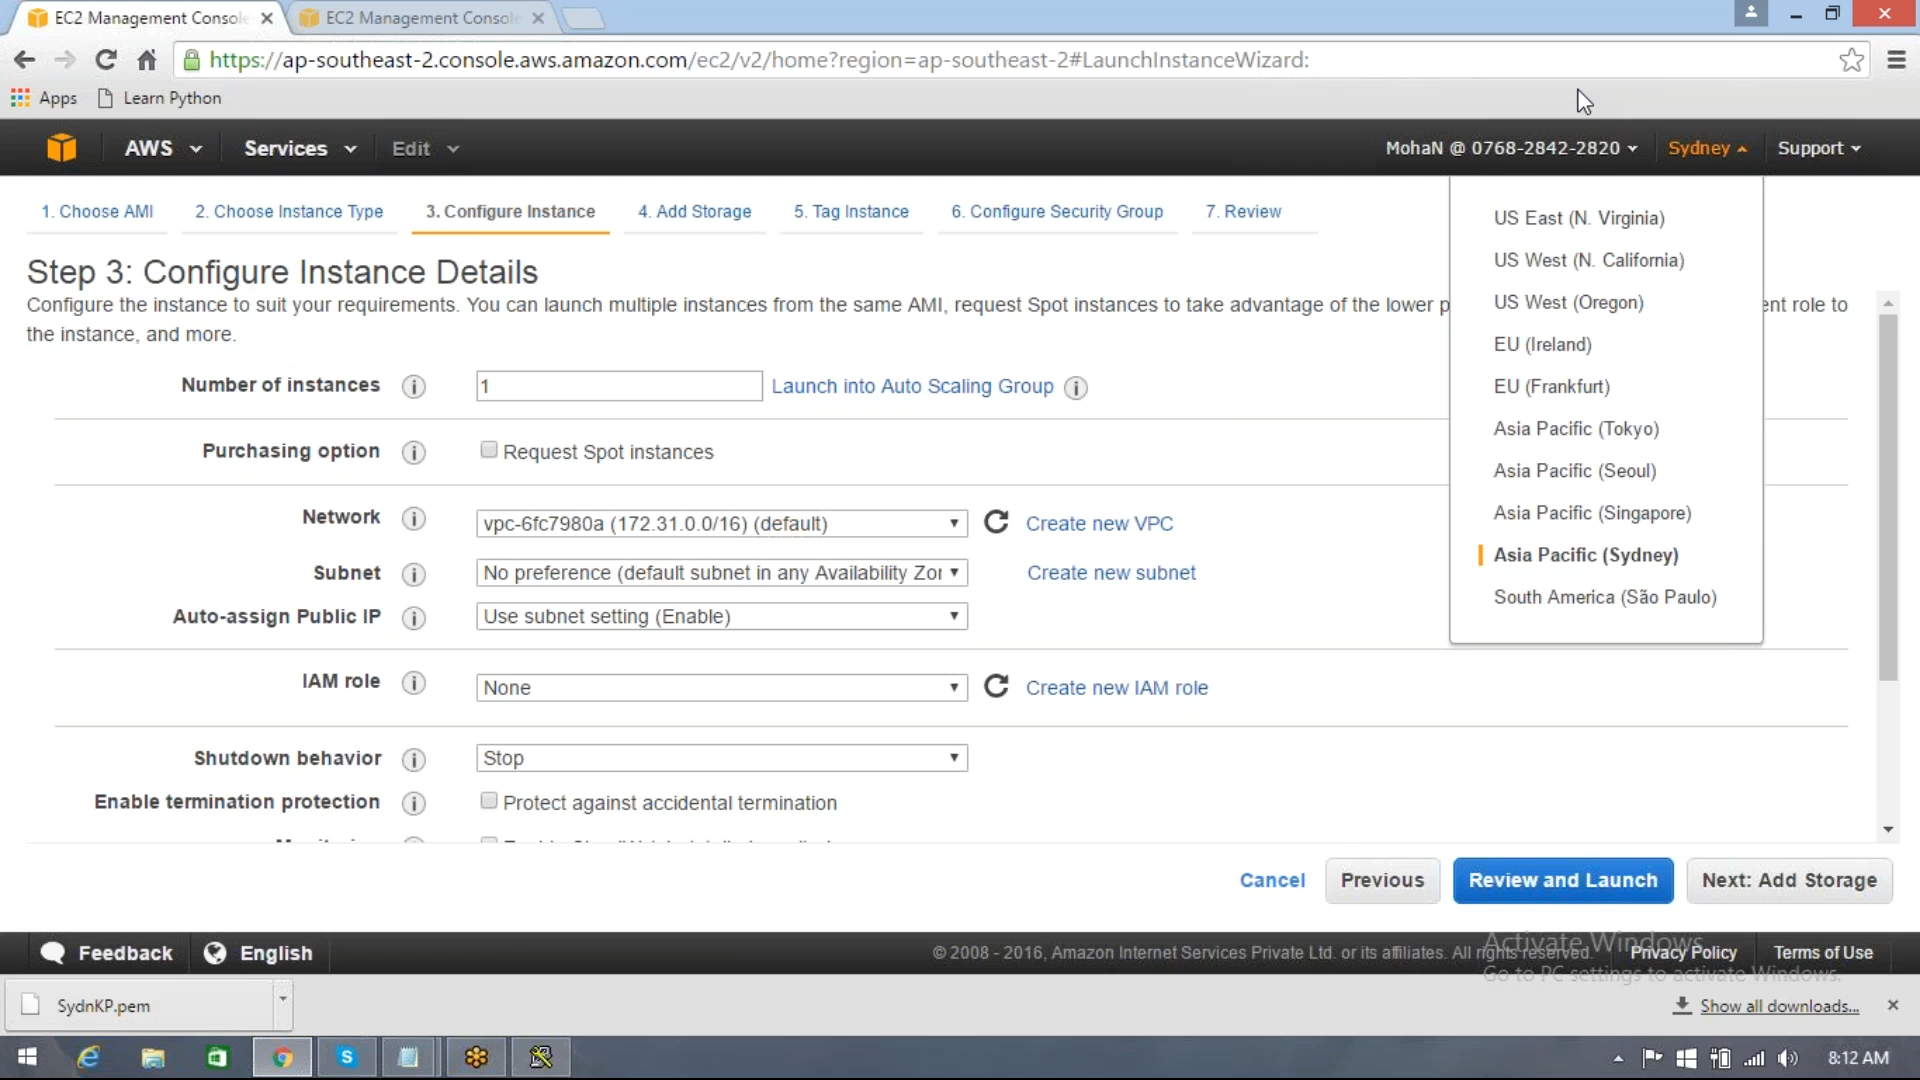 EC2 Management Console
EC2 Management Console
https://ap-southeast-2.console.aws.amazon.com/ec2/v2/home?region=ap-southeast-2#LaunchInstanceWizard:
Apps Learn Python
AWS Services Edit MohaN @ 0768-2842-2820 Sydney Support
1. Choose AMI 2. Choose Instance Type 3. Configure Instance 4. Add Storage 5. Tag Instance 6. Configure Security Group 7. Review
Step 3: Configure Instance Details
Configure the instance to suit your requirements. You can launch multiple instances from the same AMI, request Spot instances to take advantage of the lower p ent role to
the instance, and more.
US East (N. Virginia)
US West (N. California)
US West (Oregon)
EU (Ireland)
EU (Frankfurt)
Asia Pacific (Tokyo)
Asia Pacific (Seoul)
Asia Pacific (Singapore)
Asia Pacific (Sydney)
South America (São Paulo)
Number of instances 1 Launch into Auto Scaling Group
Purchasing option Request Spot instances
Network vpc-6fc7980a (172.31.0.0/16) (default) Create new VPC
Subnet No preference (default subnet in any Availability Zor Create new subnet
Auto-assign Public IP Use subnet setting (Enable)
IAM role None Create new IAM role
Shutdown behavior Stop
Enable termination protection Protect against accidental termination
Cancel Previous Review and Launch Next: Add Storage
Feedback English © 2008 - 2016, Amazon Internet Services Private Ltd. or its affiliates. All rights reserved. Privacy Policy Terms of Use
Activate Windows
Go to PC settings to activate Windows.
SydnKP.pem Show all downloads...
8:12 AM